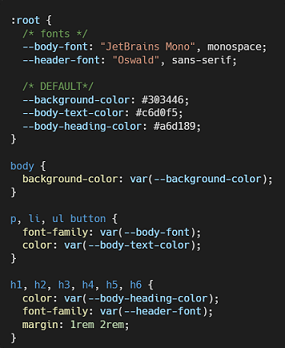 :root {
  /* fonts */
  --body-font: "JetBrains Mono", monospace;
  --header-font: "Oswald", sans-serif;

  /* DEFAULT*/
  --background-color: #303446;
  --body-text-color: #c6d0f5;
  --body-heading-color: #a6d189;
}

body {
  background-color: var(--background-color);
}

p, li, ul button {
  font-family: var(--body-font);
  color: var(--body-text-color);
}

h1, h2, h3, h4, h5, h6 {
  color: var(--body-heading-color);
  font-family: var(--header-font);
  margin: 1rem 2rem;
}